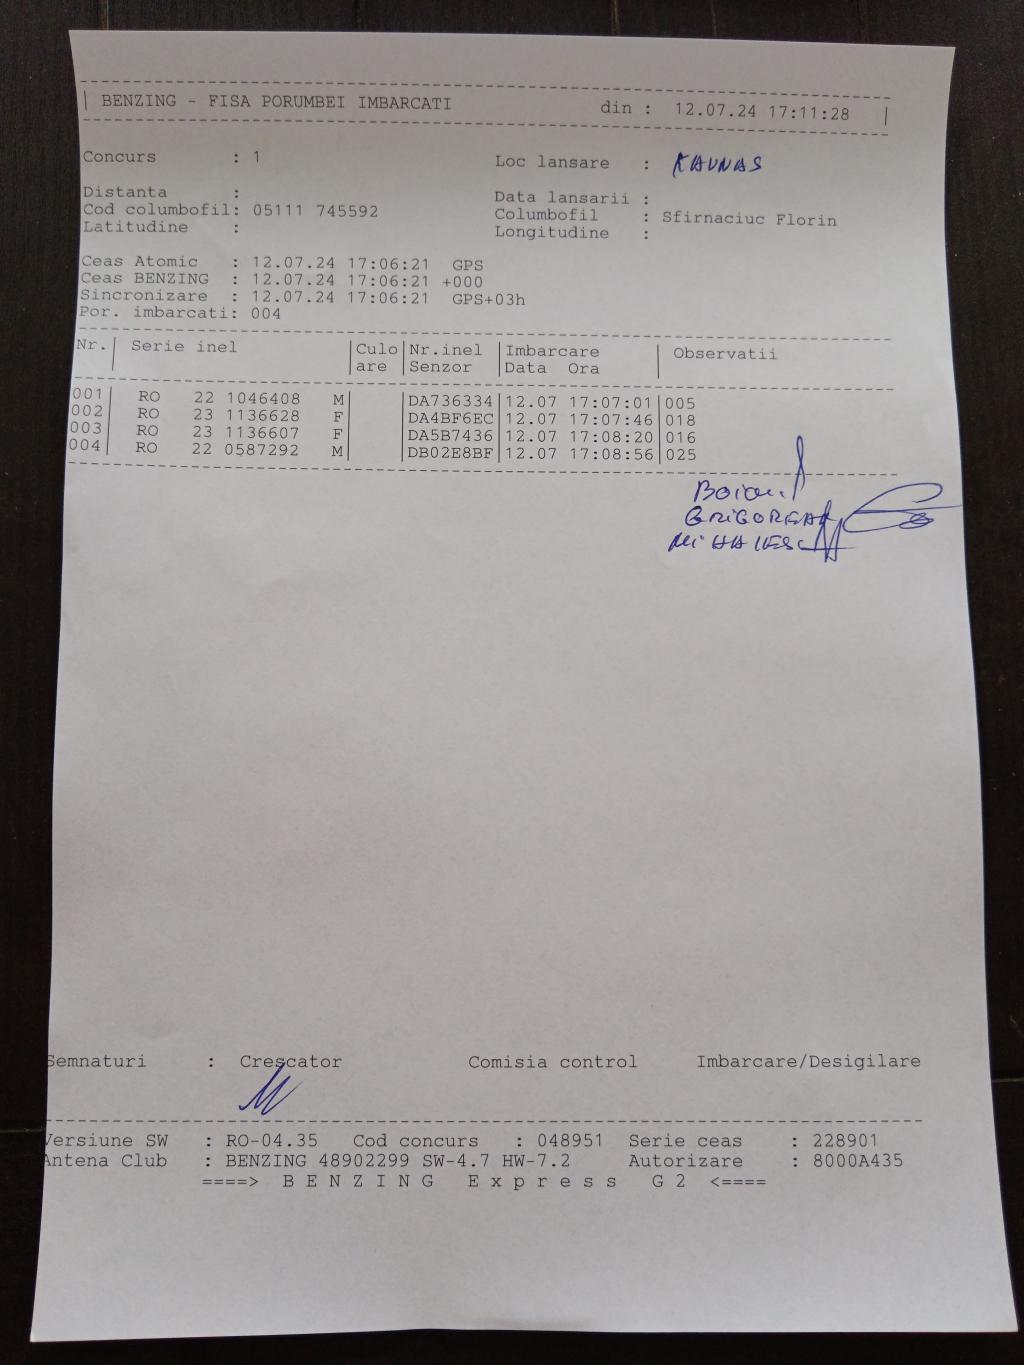 BENZING - FISA PORUMBEI IMBARCATI din : 12.07.24 17:11:28
Concurs : 1 Loc lansare : KAUNAS
Distanta : Data lansarii :
Cod columbofil: 05111 745592 Columbofil : Sfirnaciuc Florin
Latitudine : Longitudine :
Ceas Atomic : 12.07.24 17:06:21 GPS
Ceas BENZING : 12.07.24 17:06:21 +000
Sincronizare : 12.07.24 17:06:21 GPS+03h
Por. imbarcati: 004
Nr.| Serie inel |Culo|Nr.inel |Imbarcare | Observatii
| |are |Senzor |Data Ora |
001| RO 22 1046408 M| |DA736334|12.07 17:07:01|005
002| RO 23 1136628 F| |DA4BF6EC|12.07 17:07:46|018
003| RO 23 1136607 F| |DA5B7436|12.07 17:08:20|016
004| RO 22 0587292 M| |DB02E8BF|12.07 17:08:56|025
Semnaturi : Crescator Comisia control Imbarcare/Desigilare
Versiune SW : RO-04.35 Cod concurs : 048951 Serie ceas : 228901
Antena Club : BENZING 48902299 SW-4.7 HW-7.2 Autorizare : 8000A435
====> B E N Z I N G E x p r e s s G 2 <====